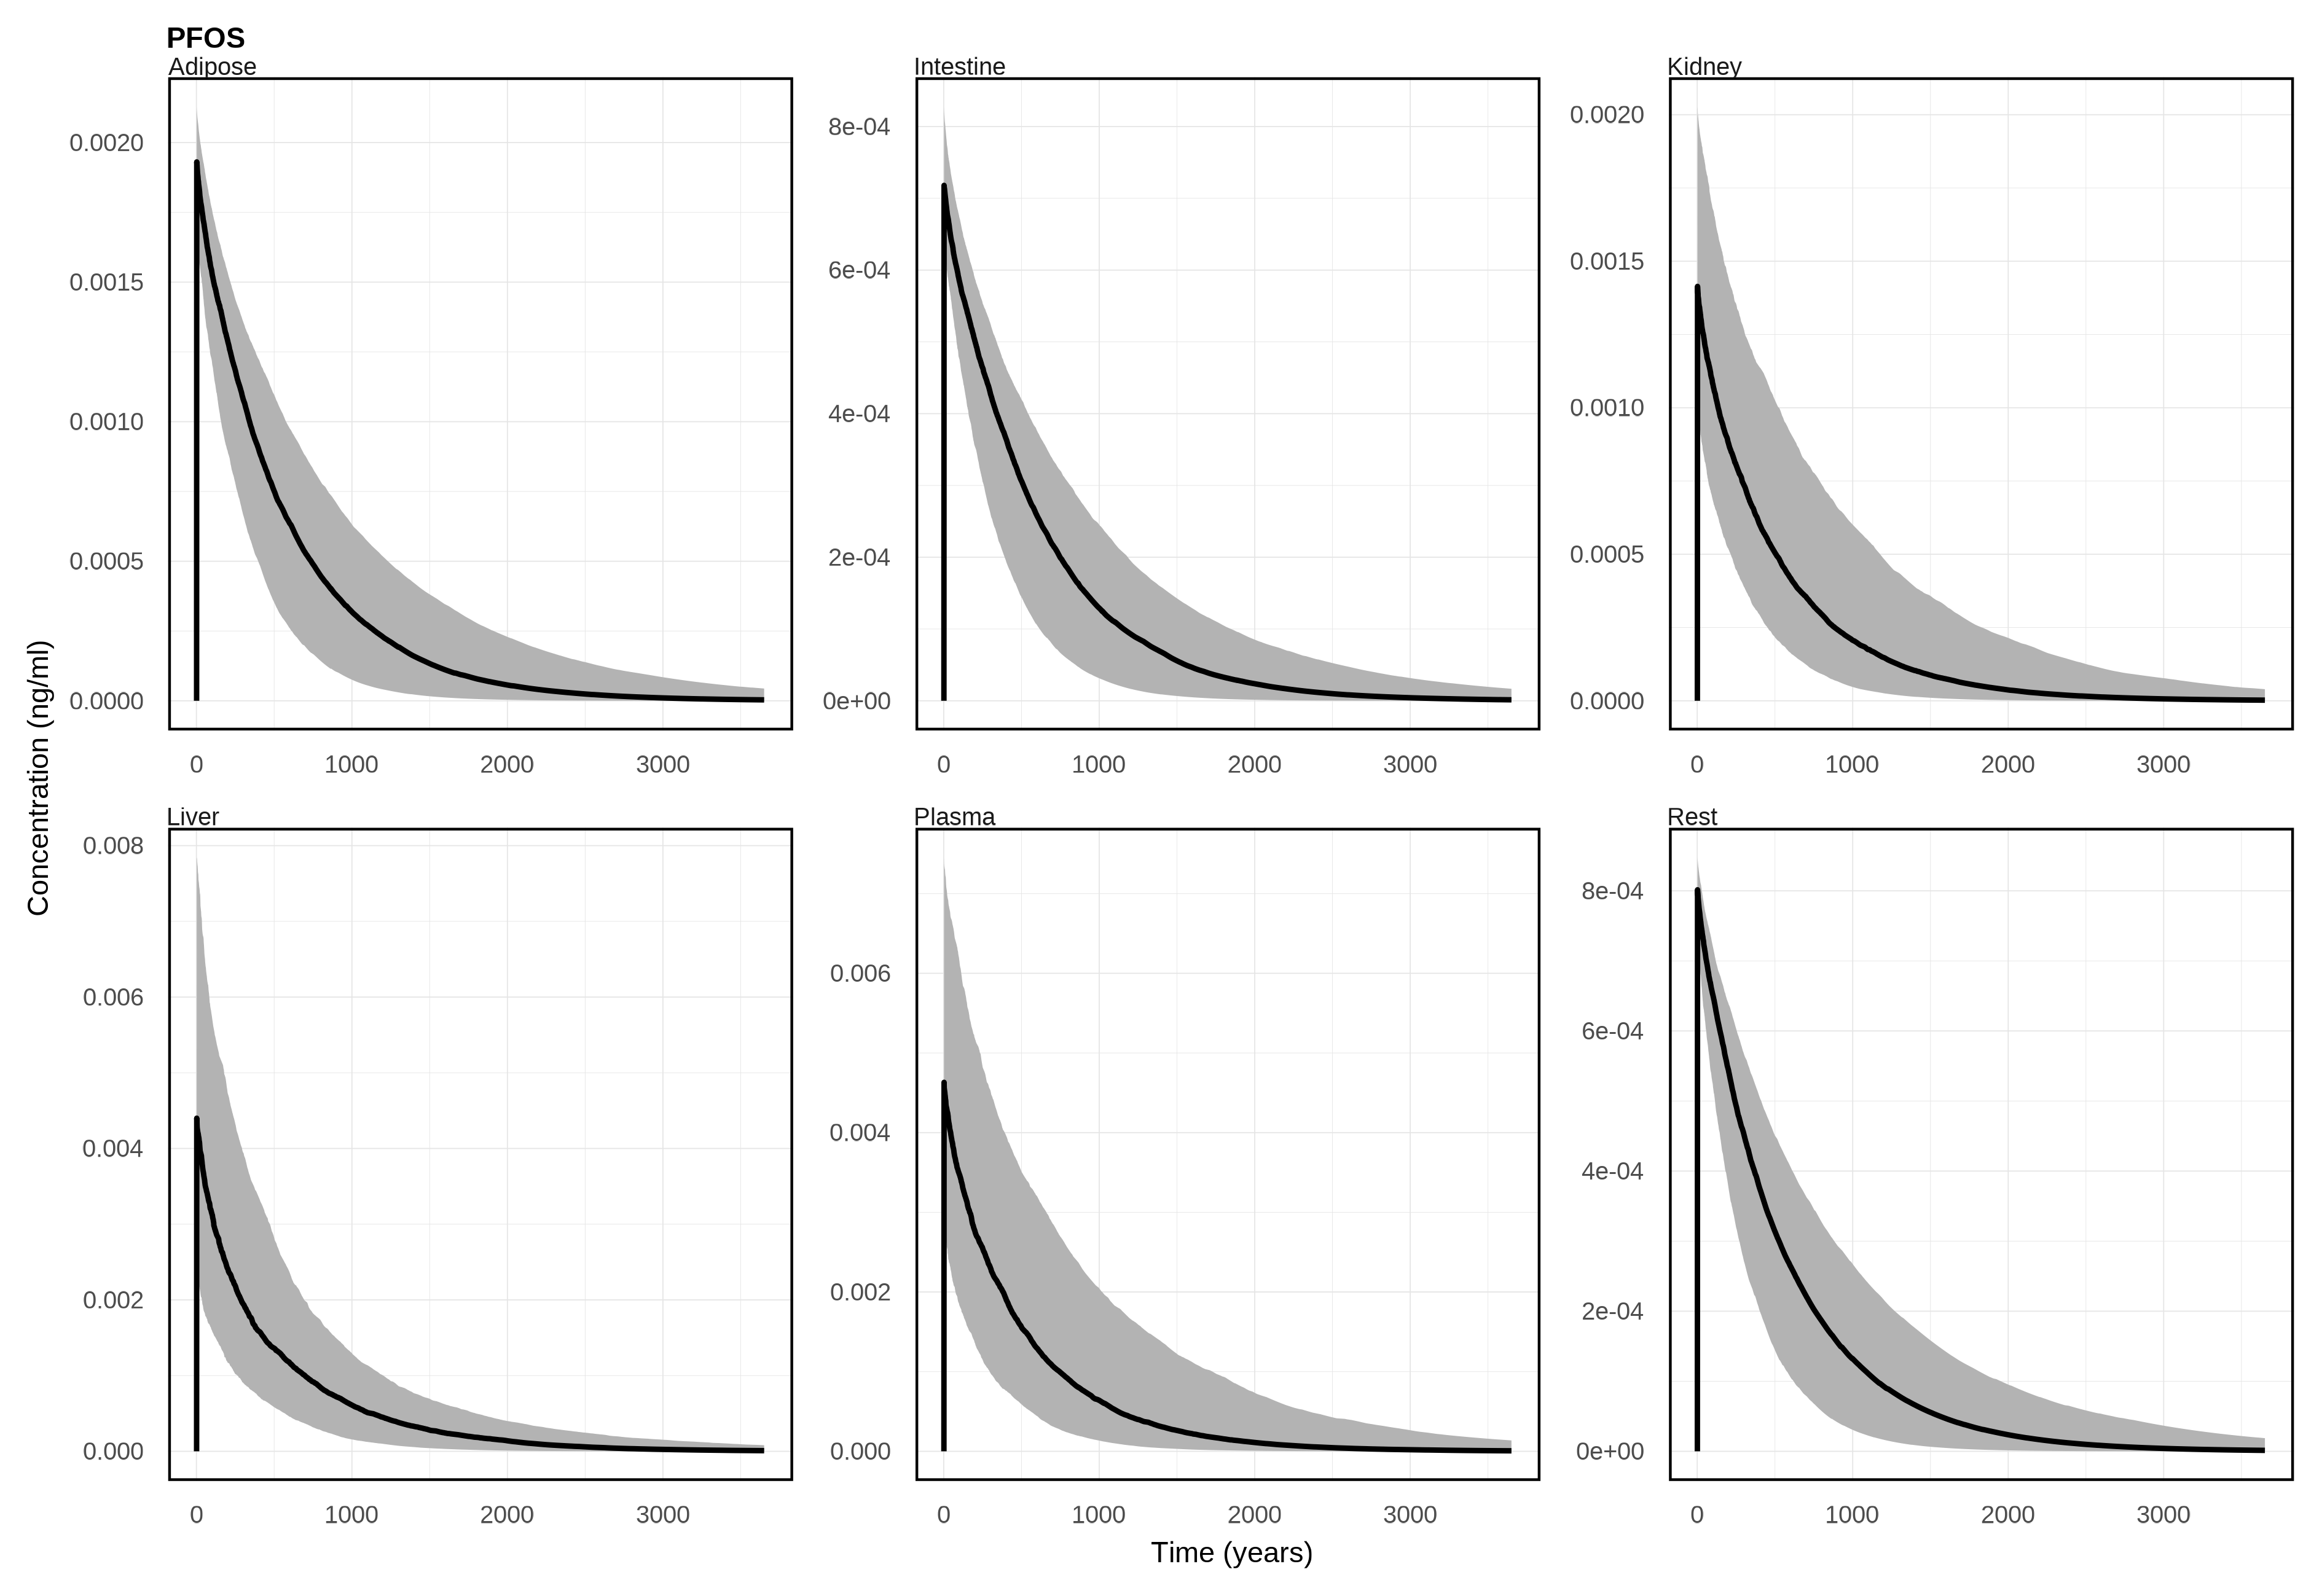 PFOS
Adipose
Intestine
Kidney
0.0020
0.0015
0.0010
0.0005
0.0000
8e-04
6e-04
4e-04
2e-04
0e+00
0.0020
0.0015
0.0010
0.0005
0.0000
0 1000 2000 3000
0 1000 2000 3000
0 1000 2000 3000
Concentration (ng/ml)
Liver
Plasma
Rest
0.008
0.006
0.004
0.002
0.000
0.006
0.004
0.002
0.000
8e-04
6e-04
4e-04
2e-04
0e+00
0 1000 2000 3000
0 1000 2000 3000
0 1000 2000 3000
Time (years)